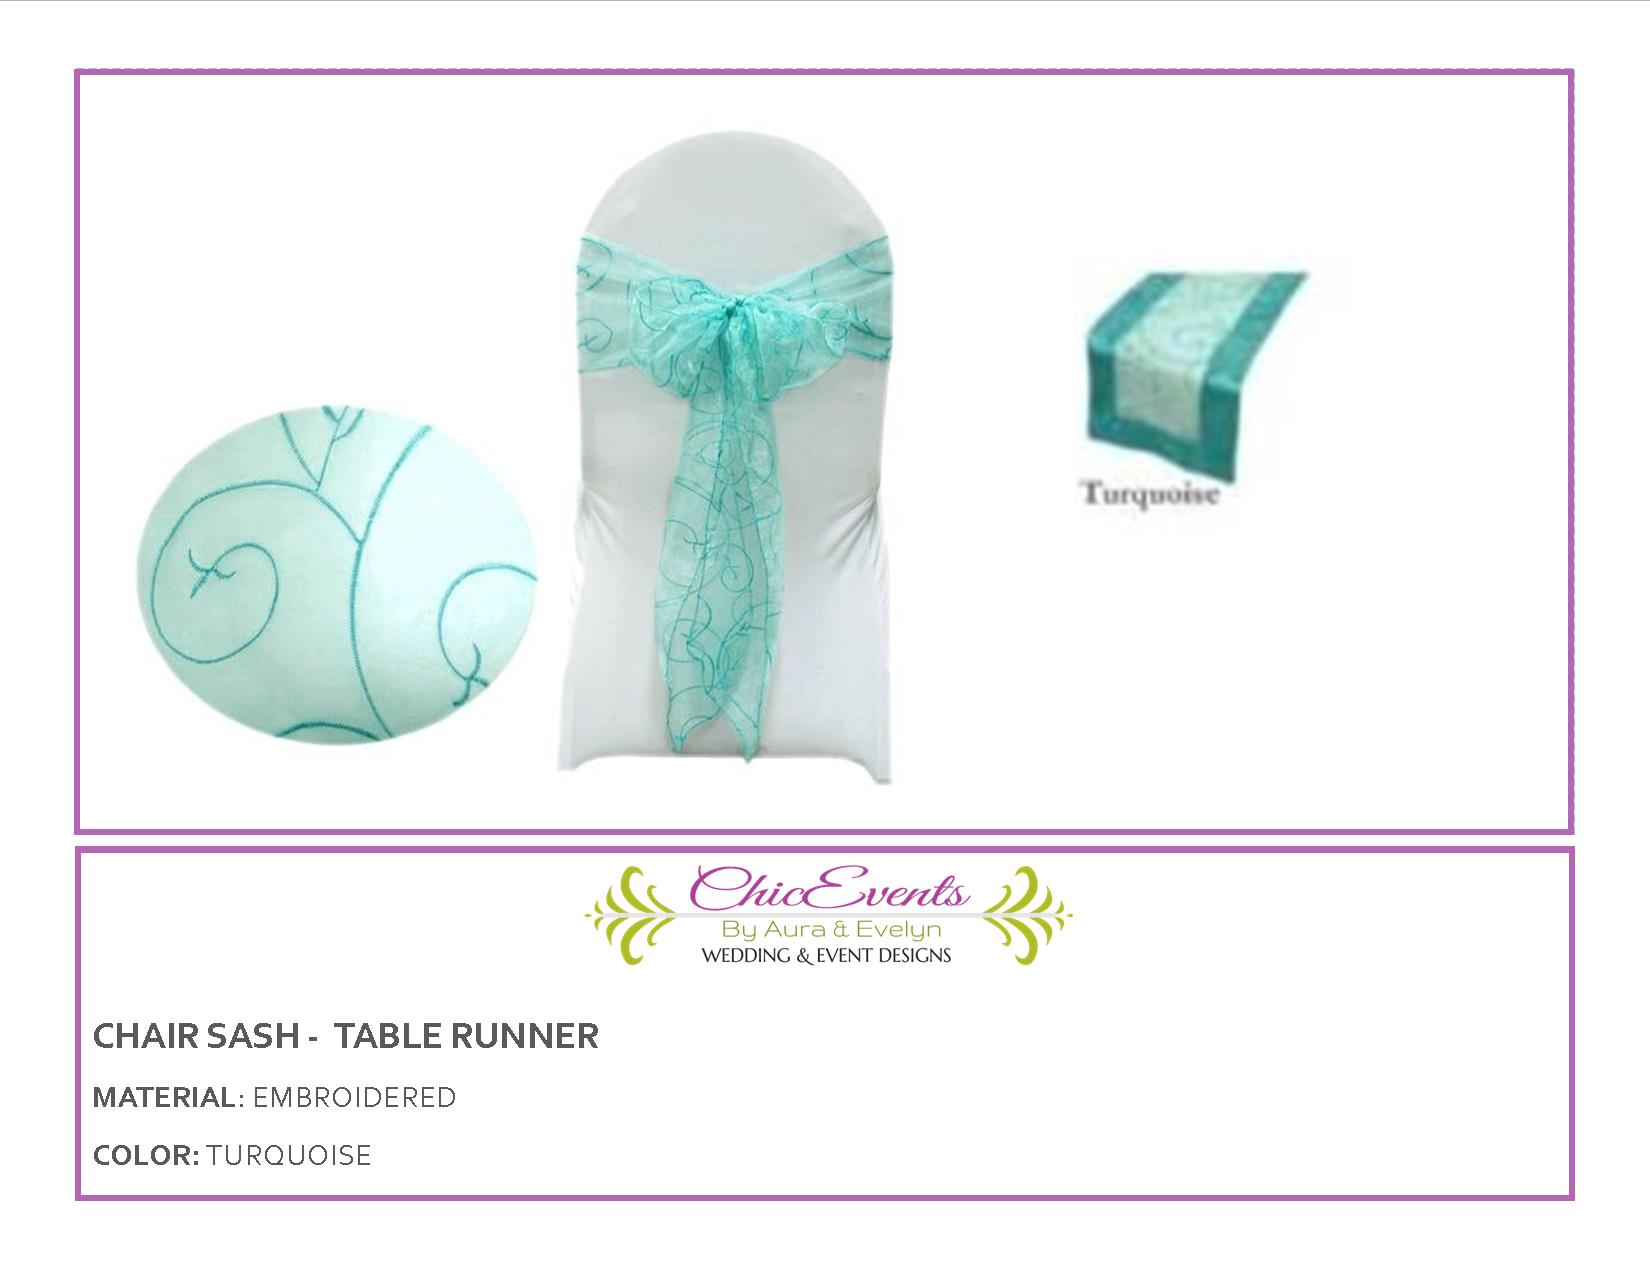 Turquoise
ChicEvents
By Aura & Evelyn
WEDDING & EVENT DESIGNS
CHAIR SASH - TABLE RUNNER
MATERIAL: EMBROIDERED
COLOR: TURQUOISE